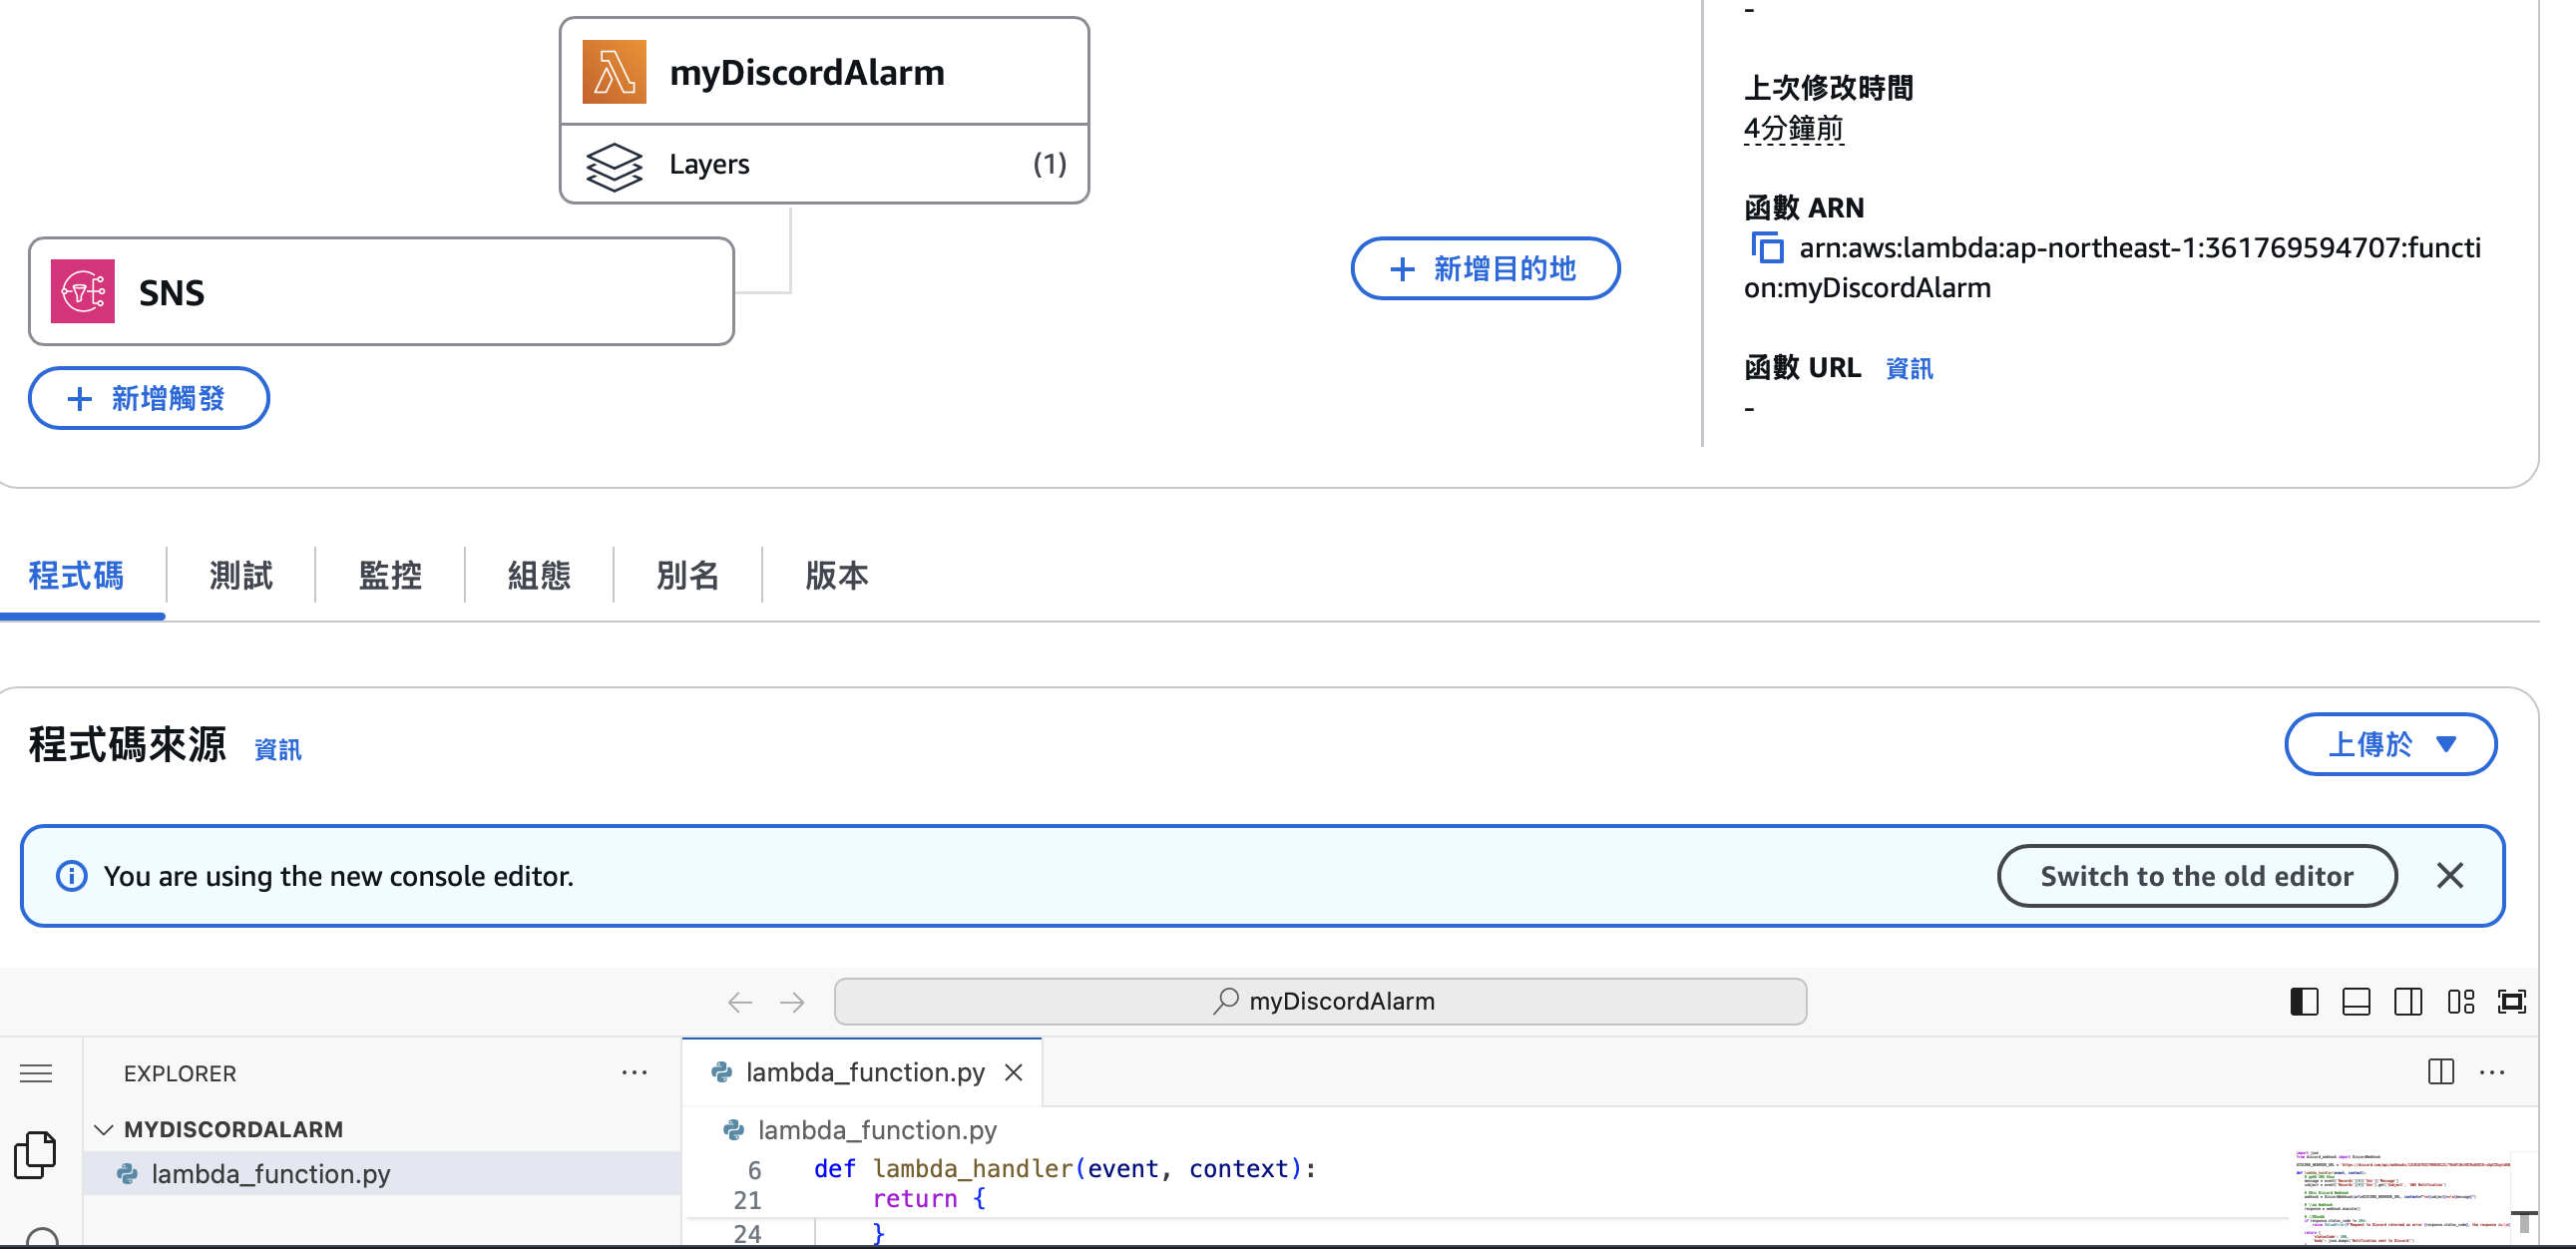 myDiscordAlarm
Layers
(1)
SNS
+ 新增觸發
+ 新增目的地
-
上次修改時間
4分鐘前
函數 ARN
arn:aws:lambda:ap-northeast-1:361769594707:functi
on:myDiscordAlarm
函數 URL 資訊
-
程式碼
測試
監控
組態
別名
版本
程式碼來源 資訊
上傳於
You are using the new console editor.
Switch to the old editor
myDiscordAlarm
EXPLORER
MYDISCORDALARM
lambda_function.py
lambda_function.py
lambda_function.py
6 def lambda_handler(event, context):
21 return {
24 }